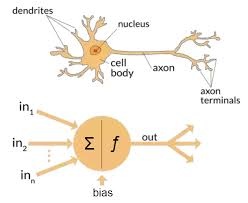 dendrites
nucleus
cell
body
axon
axon
terminals
in1
in2
inn
Σ
f
out
bias